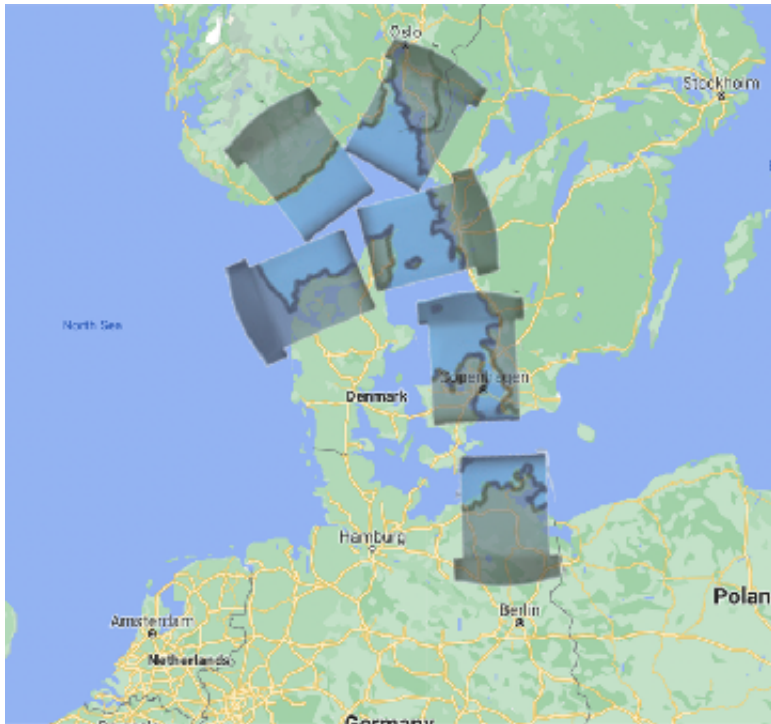 Oslo
Stockholm
North Sea
Copenhagen
Denmark
Hamburg
Berlin
Polan
Amsterdam
Netherlands
Germany